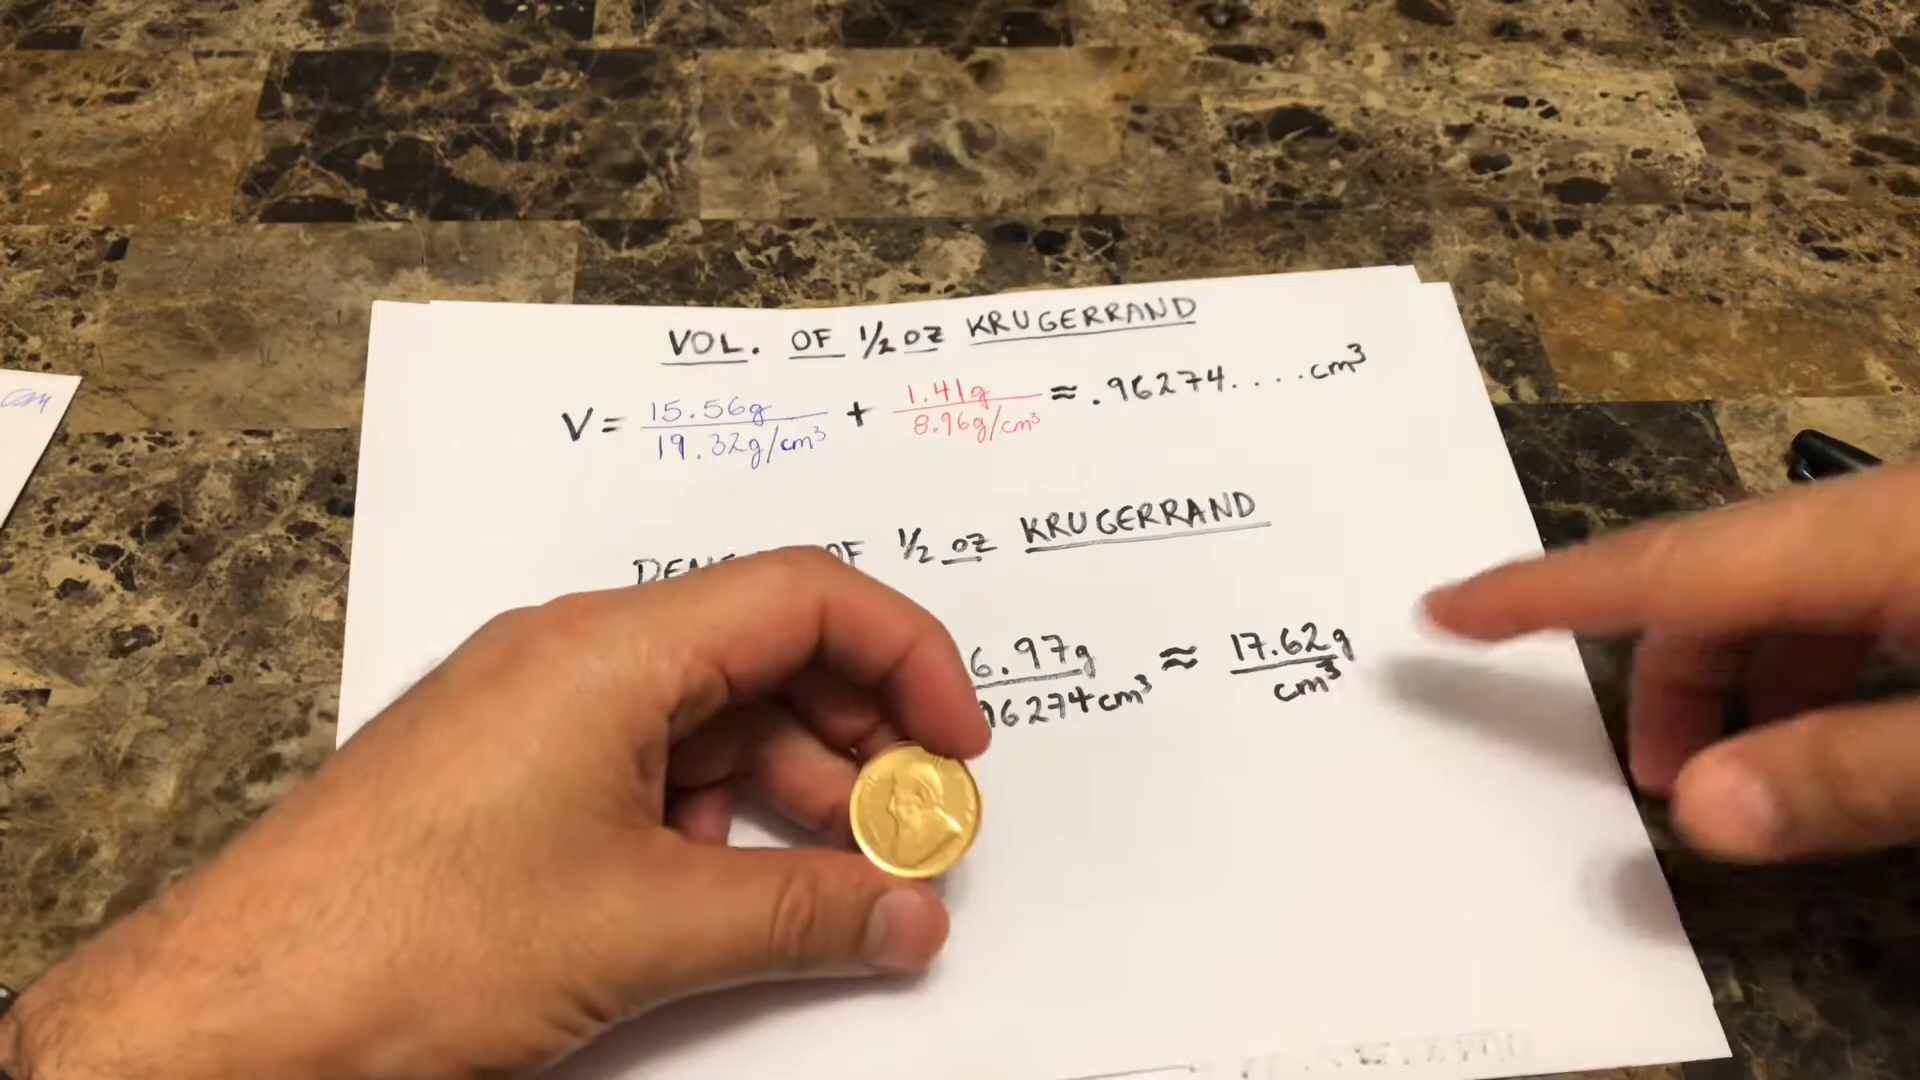 VOL. OF 1/2 oz KRUGERRAND
V = 15.56g / 19.32g/cm³ + 1.41g / 8.96g/cm³ ≈ .96274.... cm³
OF 1/2 oz KRUGERRAND
6.97g / 96274cm³ ≈ 17.62g / cm³